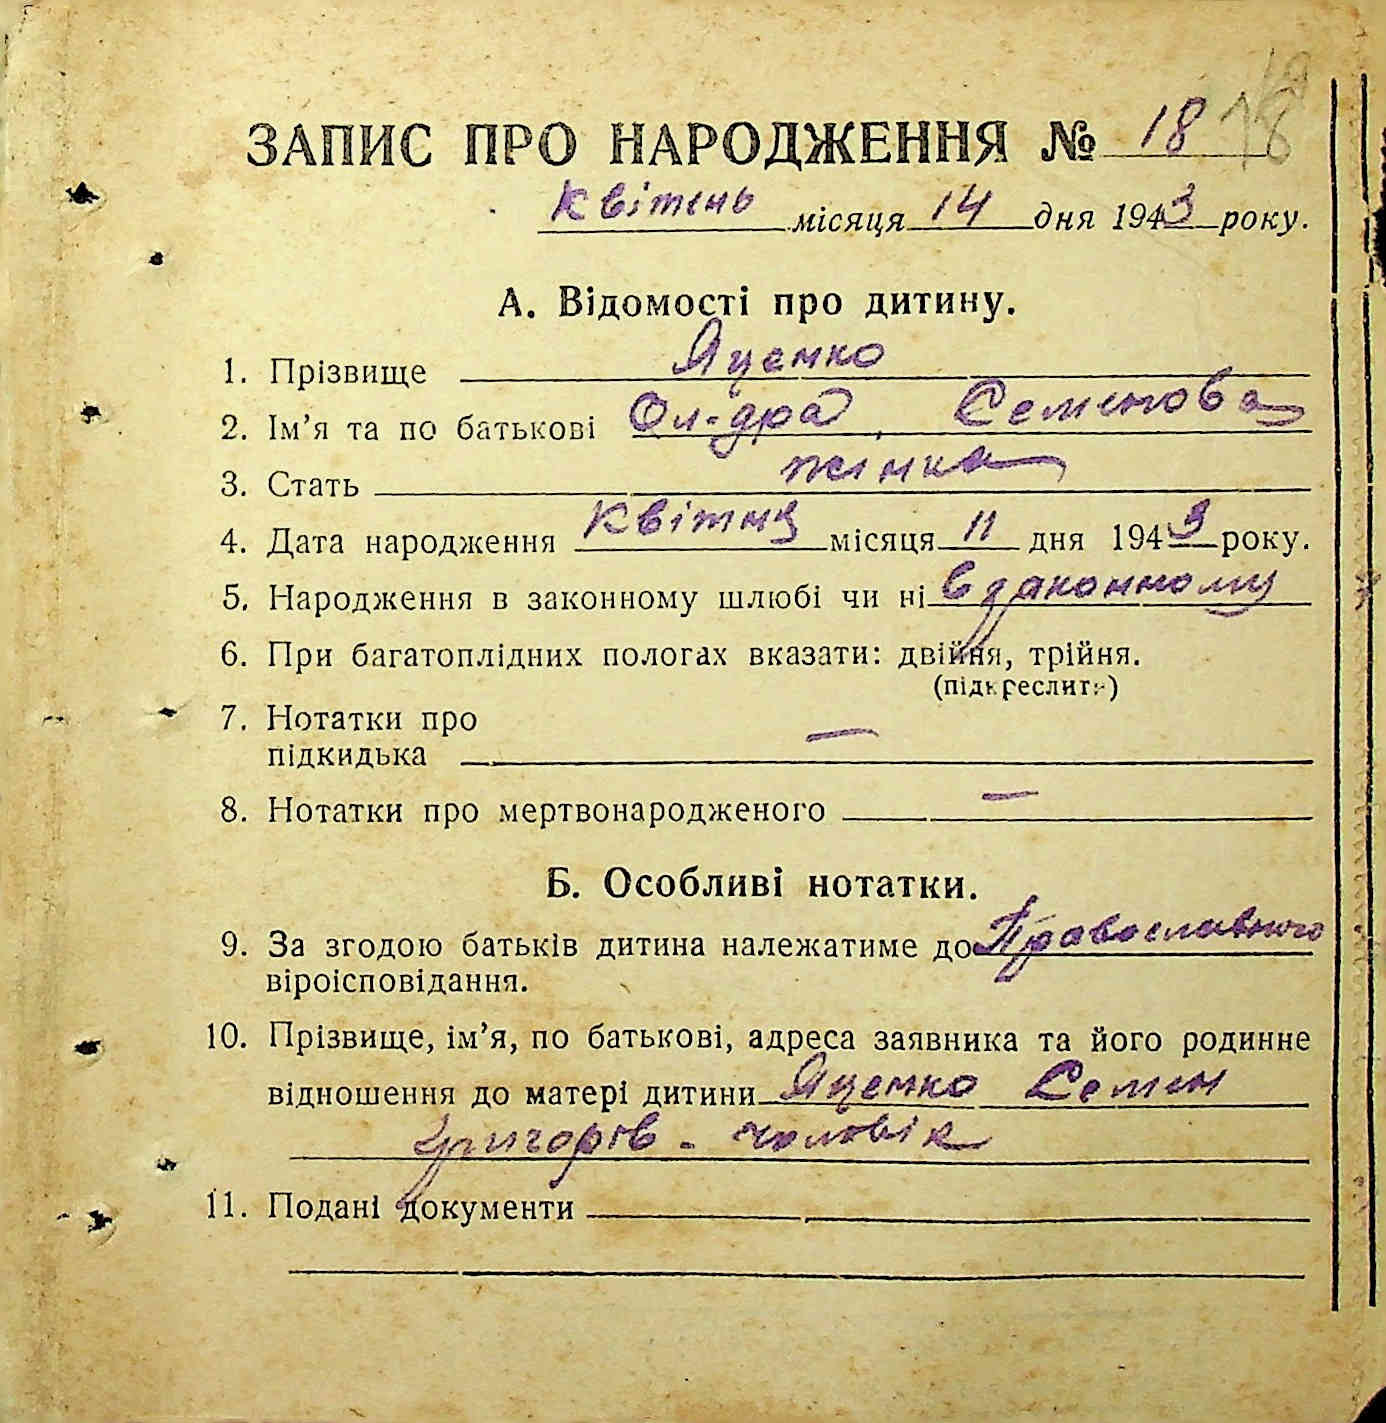 ЗАПИС ПРО НАРОДЖЕННЯ № 18 18
Квітень місяця 14 дня 1943 року.
А. Відомості про дитину.
1. Прізвище Яценко
2. Ім'я та по батькові Ол-дра, Семенова
3. Стать жінка
4. Дата народження Квітня місяця 11 дня 1943 року.
5. Народження в законному шлюбі чи ні в законному
6. При багатоплідних пологах вказати: двійня, трійня.
(підкреслити)
7. Нотатки про
підкидька —
8. Нотатки про мертвонародженого —
Б. Особливі нотатки.
9. За згодою батьків дитина належатиме до Православного
віроісповідання.
10. Прізвище, ім'я, по батькові, адреса заявника та його родинне
відношення до матері дитини Яценко Семен
Григорів - чоловік
11. Подані документи